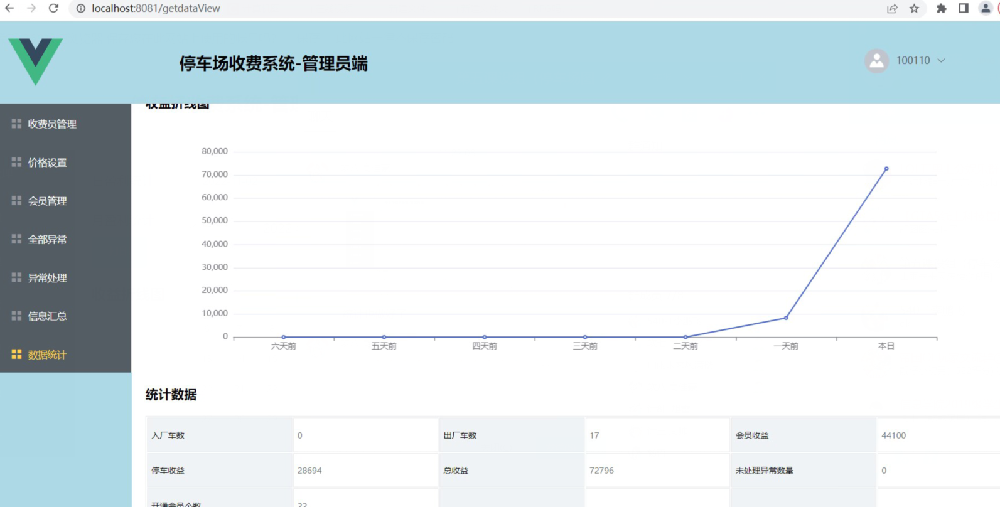 localhost:8081/getdataView
停车场收费系统-管理员端
100110
收费员管理
价格设置
会员管理
全部异常
异常处理
信息汇总
数据统计
收益折线图
80,000
70,000
60,000
50,000
40,000
30,000
20,000
10,000
0
六天前 五天前 四天前 三天前 二天前 一天前 本日
统计数据
入厂车数 0 出厂车数 17 会员收益 44100
停车收益 28694 总收益 72796 未处理异常数量 0
开通会员个数 22